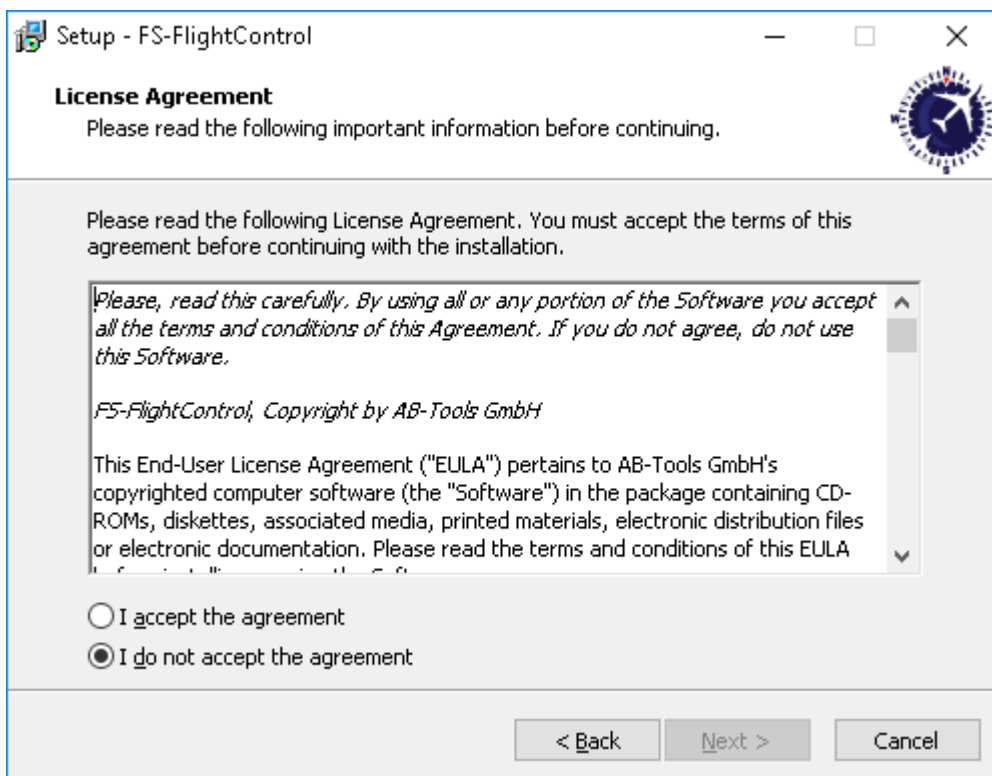 Setup - FS-FlightControl
License Agreement
Please read the following important information before continuing.
Please read the following License Agreement. You must accept the terms of this
agreement before continuing with the installation.
Please, read this carefully. By using all or any portion of the Software you accept
all the terms and conditions of this Agreement. If you do not agree, do not use
this Software.
FS-FlightControl, Copyright by AB-Tools GmbH
This End-User License Agreement ("EULA") pertains to AB-Tools GmbH's
copyrighted computer software (the "Software") in the package containing CD-
ROMs, diskettes, associated media, printed materials, electronic distribution files
or electronic documentation. Please read the terms and conditions of this EULA
I accept the agreement
I do not accept the agreement
< Back
Next >
Cancel